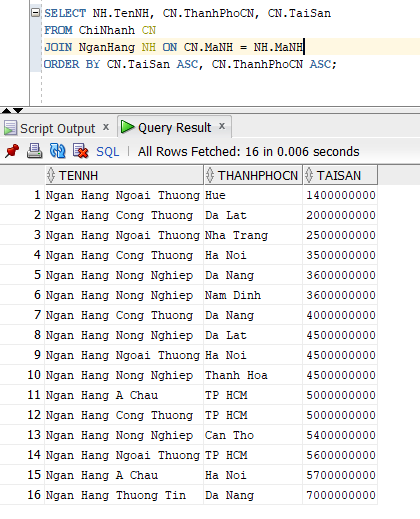 SELECT NH.TenNH, CN.ThanhPhoCN, CN.TaiSan
FROM ChiNhanh CN
JOIN NganHang NH ON CN.MaNH = NH.MaNH
ORDER BY CN.TaiSan ASC, CN.ThanhPhoCN ASC;
Script Output x Query Result x
SQL | All Rows Fetched: 16 in 0.006 seconds
TENNH THANHPHOCN TAISAN
1 Ngan Hang Ngoai Thuong Hue 1400000000
2 Ngan Hang Cong Thuong Da Lat 2000000000
3 Ngan Hang Ngoai Thuong Nha Trang 2500000000
4 Ngan Hang Cong Thuong Ha Noi 3500000000
5 Ngan Hang Nong Nghiep Da Nang 3600000000
6 Ngan Hang Nong Nghiep Nam Dinh 3600000000
7 Ngan Hang Cong Thuong Da Nang 4000000000
8 Ngan Hang Nong Nghiep Da Lat 4500000000
9 Ngan Hang Ngoai Thuong Ha Noi 4500000000
10 Ngan Hang Nong Nghiep Thanh Hoa 4500000000
11 Ngan Hang A Chau TP HCM 5000000000
12 Ngan Hang Cong Thuong TP HCM 5000000000
13 Ngan Hang Nong Nghiep Can Tho 5400000000
14 Ngan Hang Ngoai Thuong TP HCM 5600000000
15 Ngan Hang A Chau Ha Noi 5700000000
16 Ngan Hang Thuong Tin Da Nang 7000000000